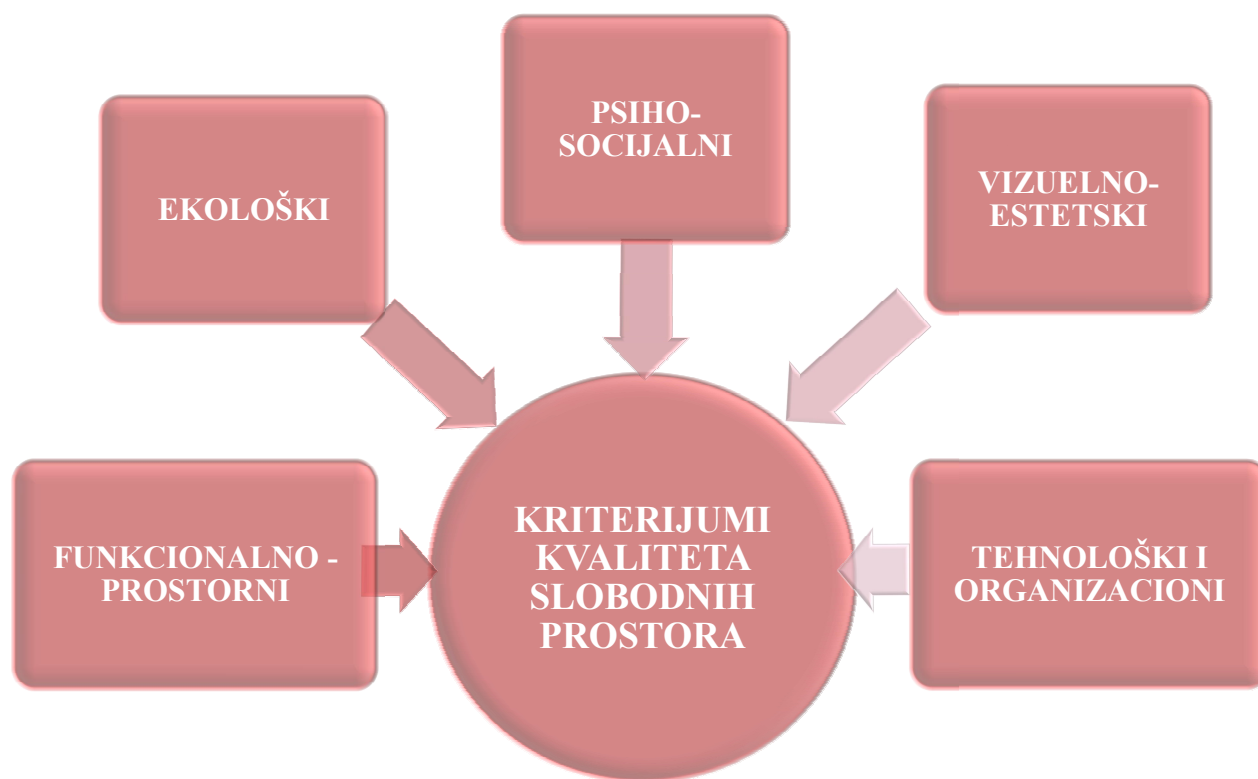 PSIHO-
SOCIJALNI
EKOLOŠKI
VIZUELNO-
ESTETSKI
FUNKCIONALNO -
PROSTORNI
KRITERIJUMI
KVALITETA
SLOBODNIH
PROSTORA
TEHNOLOŠKI I
ORGANIZACIONI